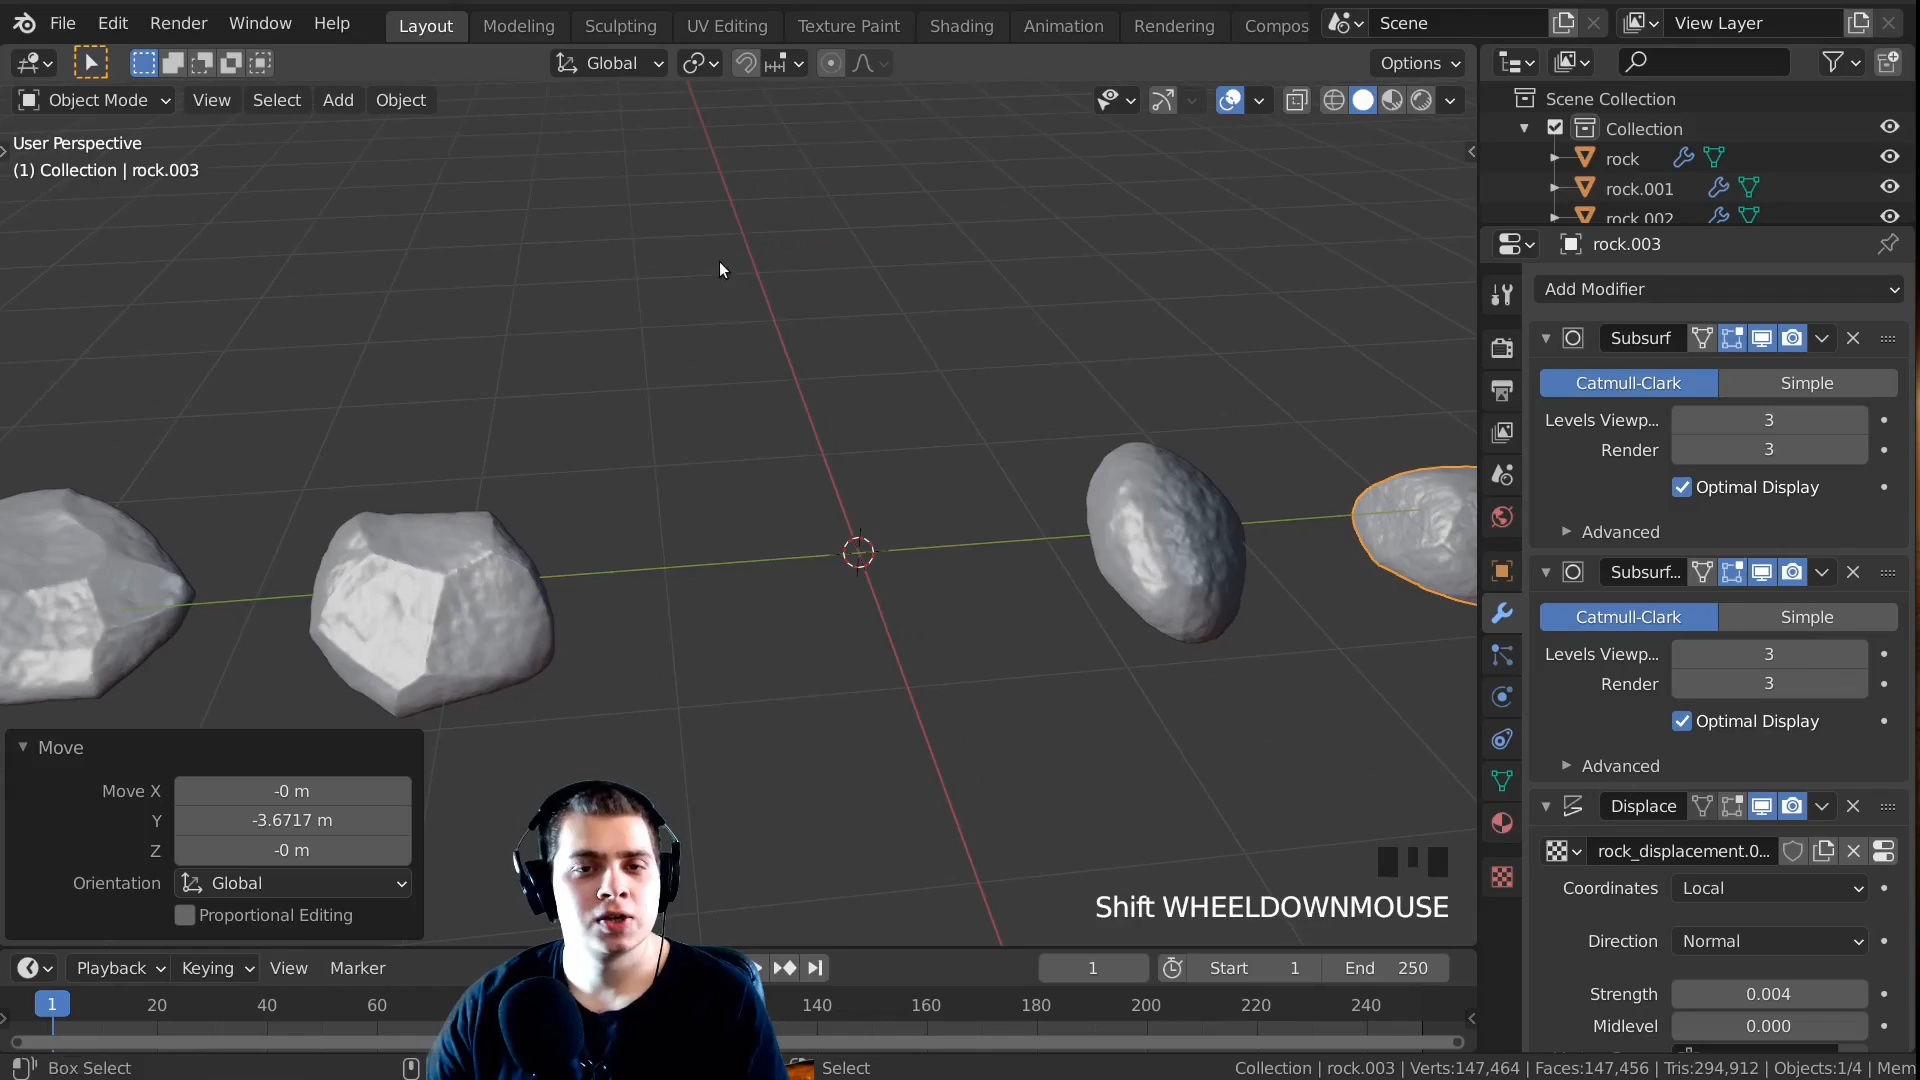 File Edit Render Window Help Layout Modeling Sculpting UV Editing Texture Paint Shading Animation Rendering Compos Scene View Layer
Global Options
Object Mode View Select Add Object
User Perspective
(1) Collection | rock.003
Scene Collection
Collection
rock
rock.001
rock.002
rock.003
Add Modifier
Subsurf
Catmull-Clark Simple
Levels Viewp... 3
Render 3
Optimal Display
Advanced
Subsurf...
Catmull-Clark Simple
Levels Viewp... 3
Render 3
Optimal Display
Advanced
Displace
rock_displacement.0...
Coordinates Local
Direction Normal
Strength 0.004
Midlevel 0.000
Move
Move X -0 m
Y -3.6717 m
Z -0 m
Orientation Global
Proportional Editing
Shift WHEELDOWNMOUSE
Playback Keying View Marker 1 Start 1 End 250
1 20 40 60 140 160 180 200 220 240
Box Select Select Collection | rock.003 | Verts:147,464 | Faces:147,456 | Tris:294,912 | Objects:1/4 | Mem